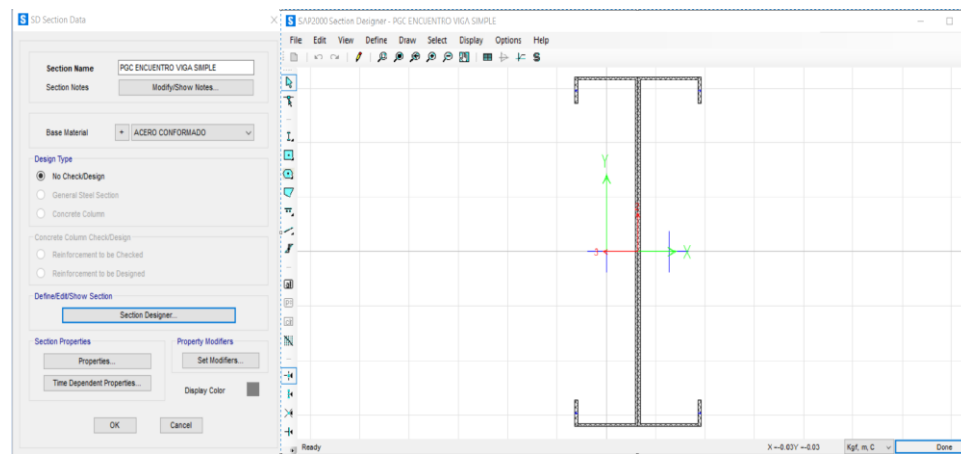 SD Section Data
Section Name
PGC ENCUENTRO VIGA SIMPLE
Section Notes
Modify/Show Notes...
Base Material
+
ACERO CONFORMADO
Design Type
No Check/Design
General Steel Section
Concrete Column
Concrete Column Check/Design
Reinforcement to be Checked
Reinforcement to be Designed
Define/Edit/Show Section
Section Designer...
Section Properties
Properties...
Time Dependent Properties...
Property Modifiers
Set Modifiers...
Display Color
OK
Cancel
SAP2000 Section Designer - PGC ENCUENTRO VIGA SIMPLE
File Edit View Define Draw Select Display Options Help
Y
X
Ready
X --0.03Y --0.03
Kgf, m, C
Done